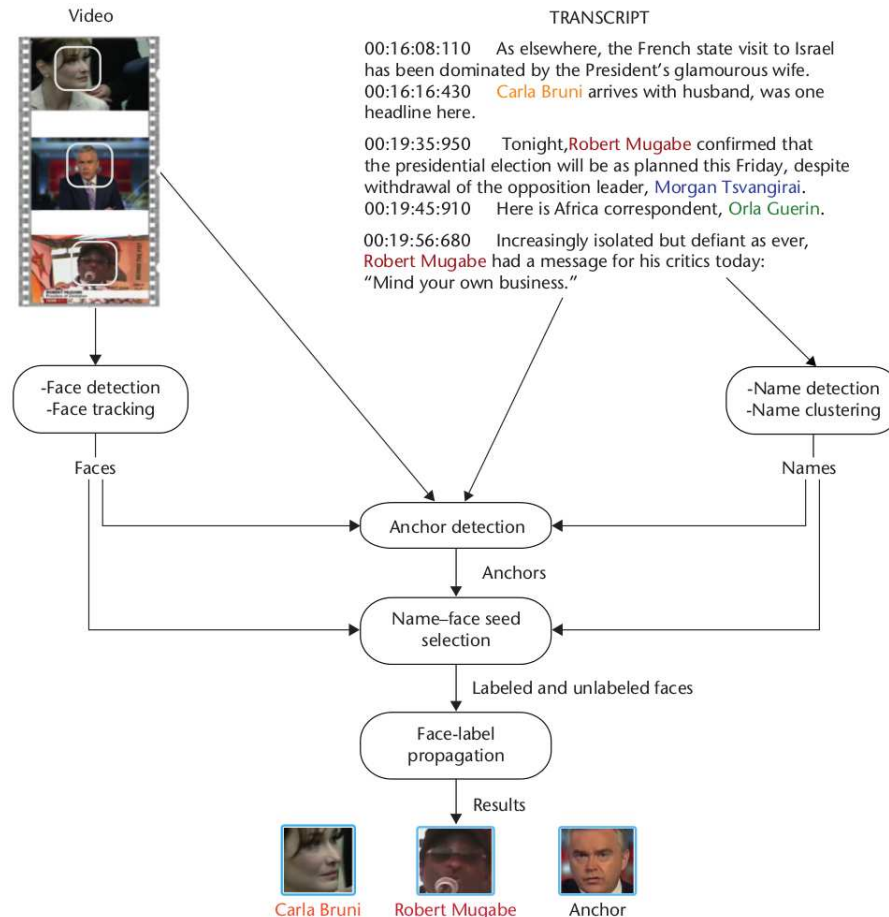 Video
TRANSCRIPT
00:16:08:110 As elsewhere, the French state visit to Israel
has been dominated by the President's glamourous wife.
00:16:16:430 Carla Bruni arrives with husband, was one
headline here.
00:19:35:950 Tonight,Robert Mugabe confirmed that
the presidential election will be as planned this Friday, despite
withdrawal of the opposition leader, Morgan Tsvangirai.
00:19:45:910 Here is Africa correspondent, Orla Guerin.
00:19:56:680 Increasingly isolated but defiant as ever,
Robert Mugabe had a message for his critics today:
“Mind your own business.”
-Face detection
-Face tracking
-Name detection
-Name clustering
Faces
Names
Anchor detection
Anchors
Name–face seed
selection
Labeled and unlabeled faces
Face-label
propagation
Results
Carla Bruni
Robert Mugabe
Anchor